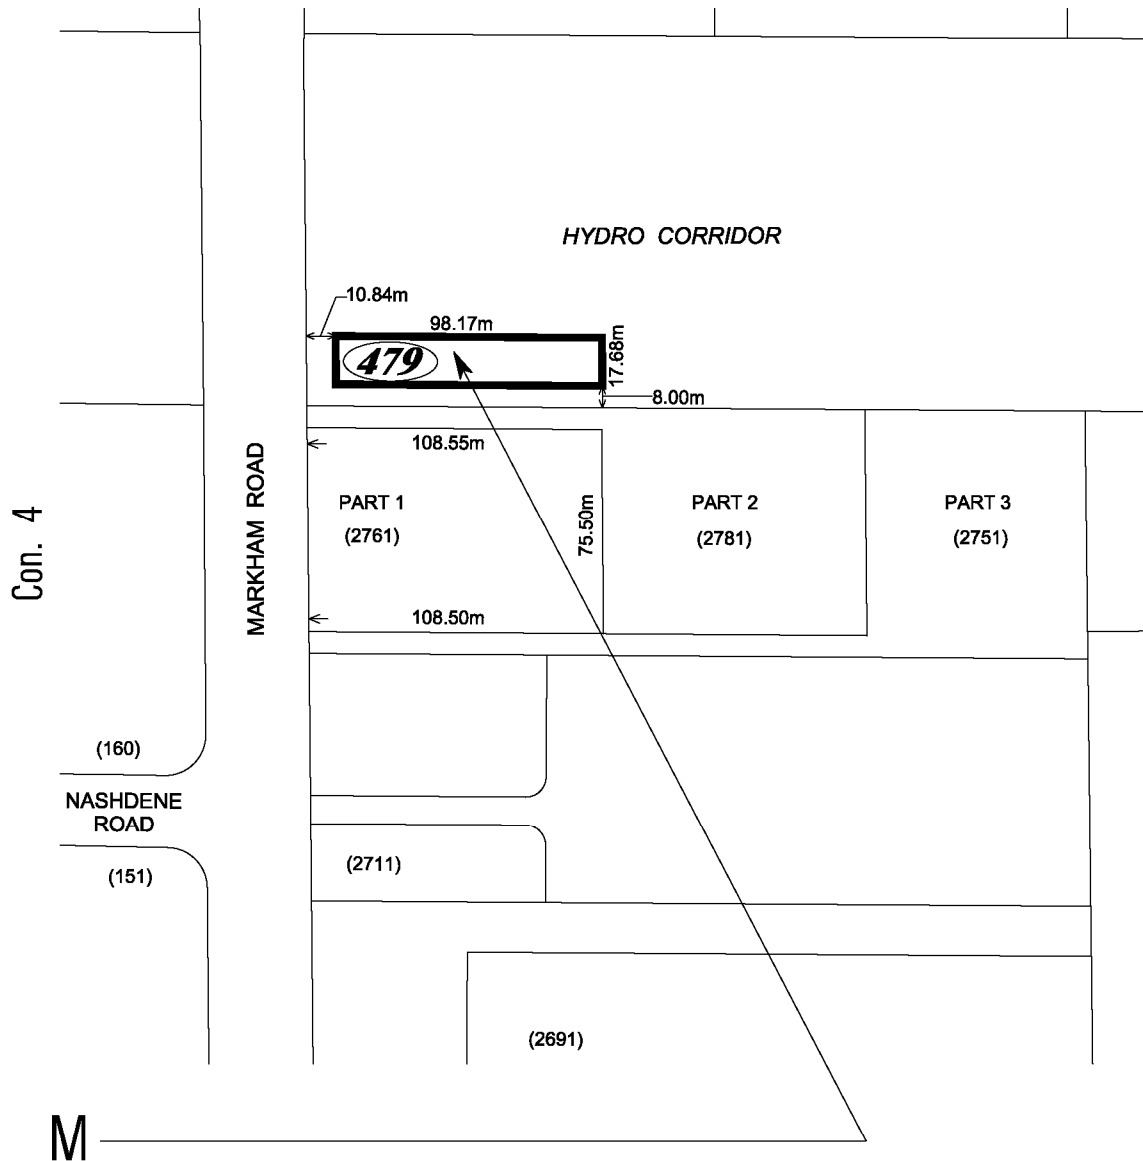 HYDRO CORRIDOR
10.84m
98.17m
479
17.68m
8.00m
108.55m
MARKHAM ROAD
Con. 4
PART 1
(2761)
75.50m
PART 2
(2781)
PART 3
(2751)
108.50m
(160)
NASHDENE
ROAD
(151)
(2711)
(2691)
M